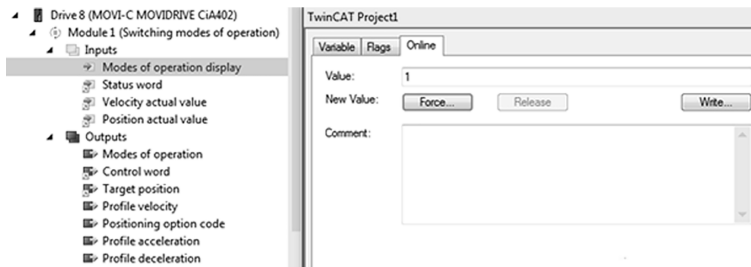 Drive 8 (MOVI-C MOVIDRIVE CiA402)
Module 1 (Switching modes of operation)
Inputs
Modes of operation display
Status word
Velocity actual value
Position actual value
Outputs
Modes of operation
Control word
Target position
Profile velocity
Positioning option code
Profile acceleration
Profile deceleration
TwinCAT Project1
Variable Flags Online
Value: 1
New Value: Force... Release Write...
Comment: